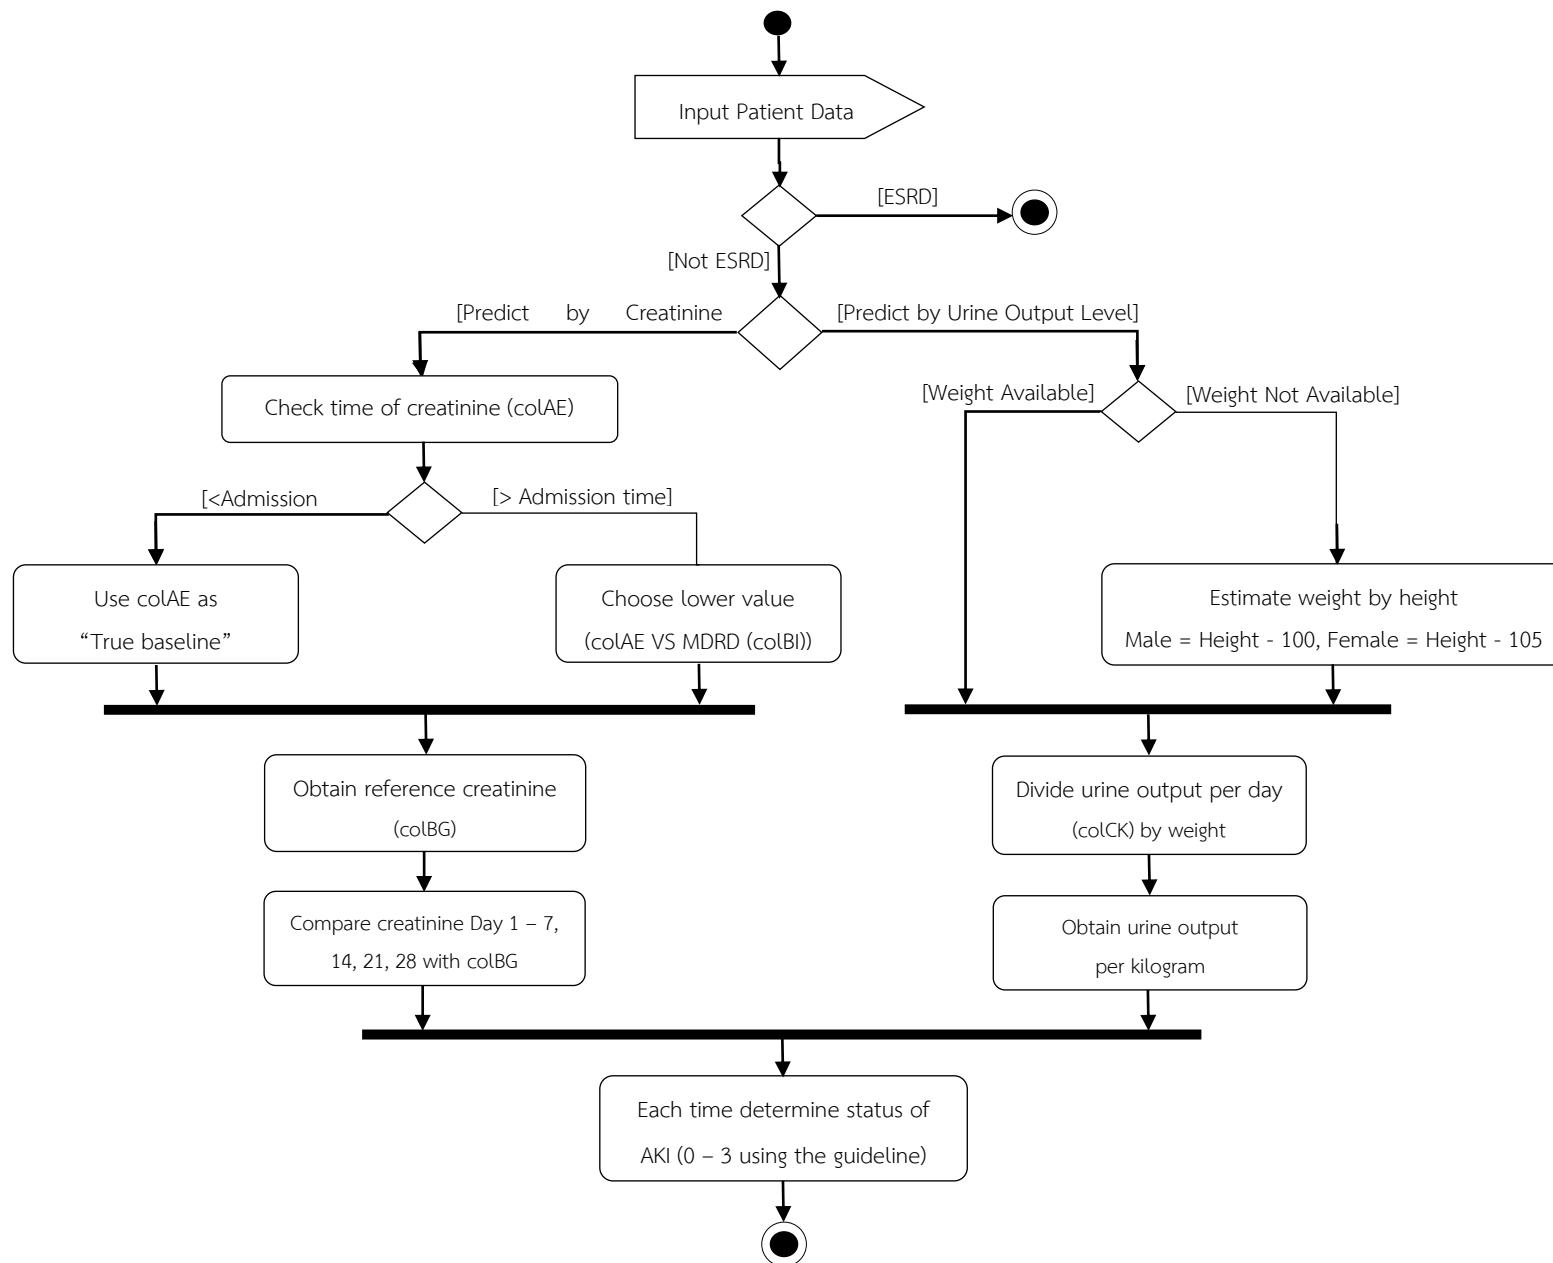 Input Patient Data
[ESRD]
[Not ESRD]
[Predict by Creatinine
[Predict by Urine Output Level]
Check time of creatinine (colAE)
[Weight Available]
[Weight Not Available]
[<Admission
[> Admission time]
Use colAE as
“True baseline”
Choose lower value
(colAE VS MDRD (colBI))
Estimate weight by height
Male = Height - 100, Female = Height - 105
Obtain reference creatinine
(colBG)
Divide urine output per day
(colCK) by weight
Compare creatinine Day 1 – 7,
14, 21, 28 with colBG
Obtain urine output
per kilogram
Each time determine status of
AKI (0 – 3 using the guideline)